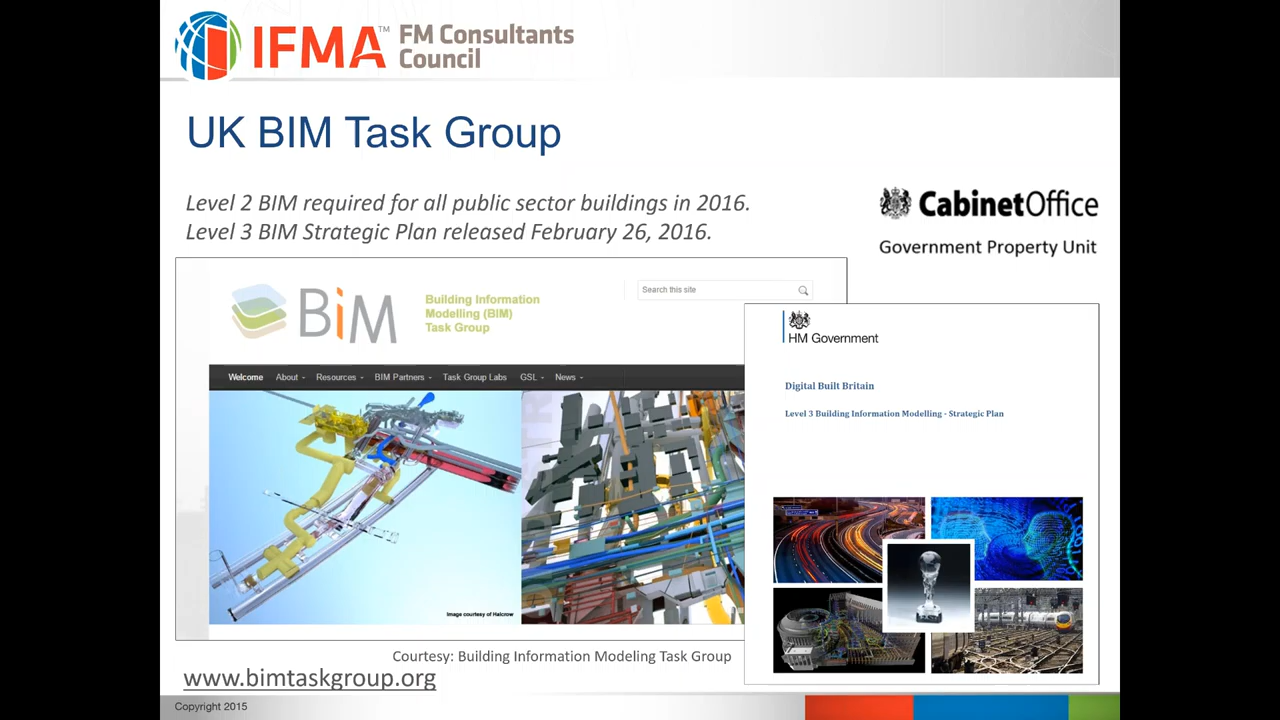 IFMA™ FM Consultants
Council
UK BIM Task Group
Level 2 BIM required for all public sector buildings in 2016.
Level 3 BIM Strategic Plan released February 26, 2016.
CabinetOffice
Government Property Unit
BiM
Building Information
Modelling (BIM)
Task Group
Search this site
HM Government
Welcome About Resources BIM Partners Task Group Labs GSL News
Digital Built Britain
Level 3 Building Information Modelling - Strategic Plan
Image courtesy of Halcrow
Courtesy: Building Information Modeling Task Group
www.bimtaskgroup.org
Copyright 2015